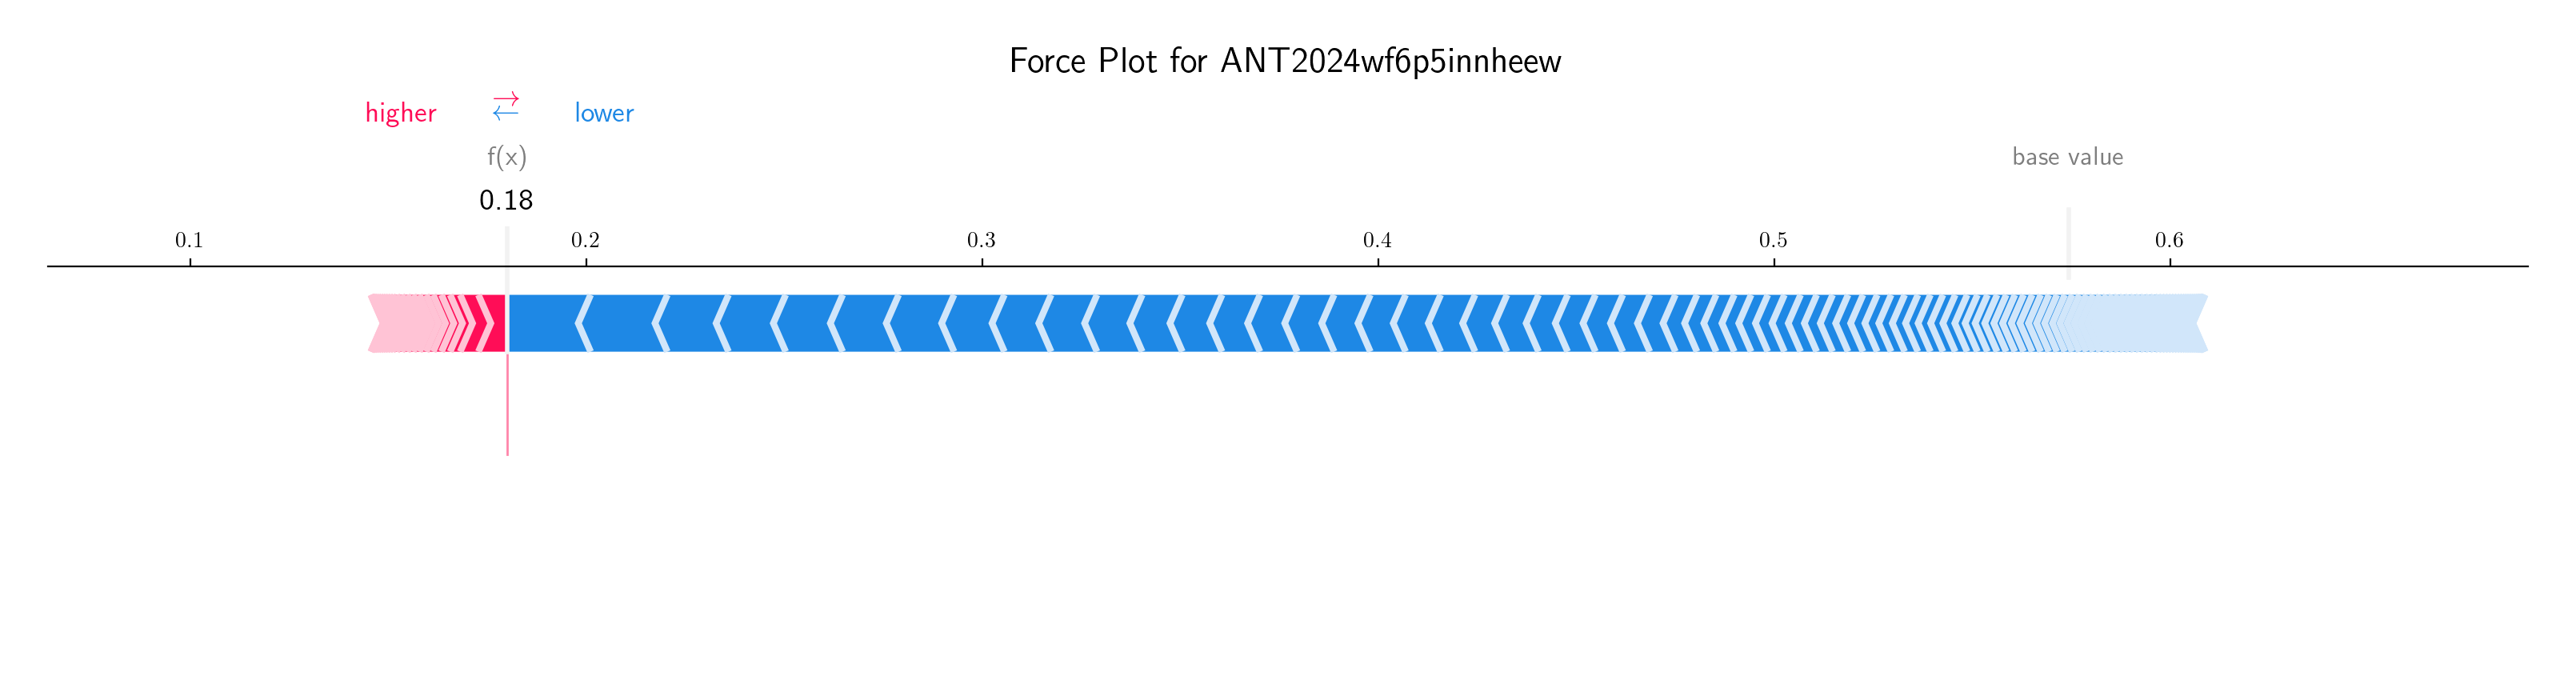 Force Plot for ANT2024wf6p5innheew
higher → ← lower
f(x) base value
0.18
0.1 0.2 0.3 0.4 0.5 0.6